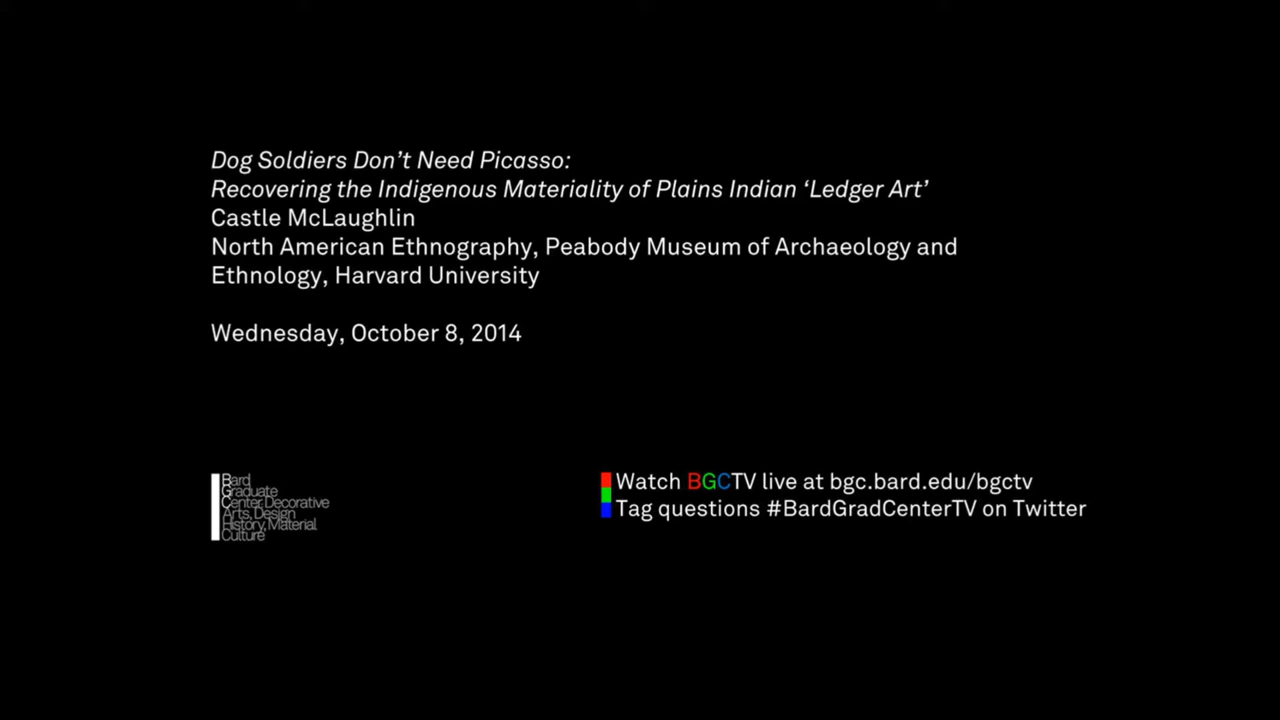 Dog Soldiers Don't Need Picasso:
Recovering the Indigenous Materiality of Plains Indian ‘Ledger Art’
Castle McLaughlin
North American Ethnography, Peabody Museum of Archaeology and
Ethnology, Harvard University
Wednesday, October 8, 2014
Bard
Graduate
Center Decorative
Arts, Design
History, Material
Culture
Watch BGCTV live at bgc.bard.edu/bgctv
Tag questions #BardGradCenterTV on Twitter